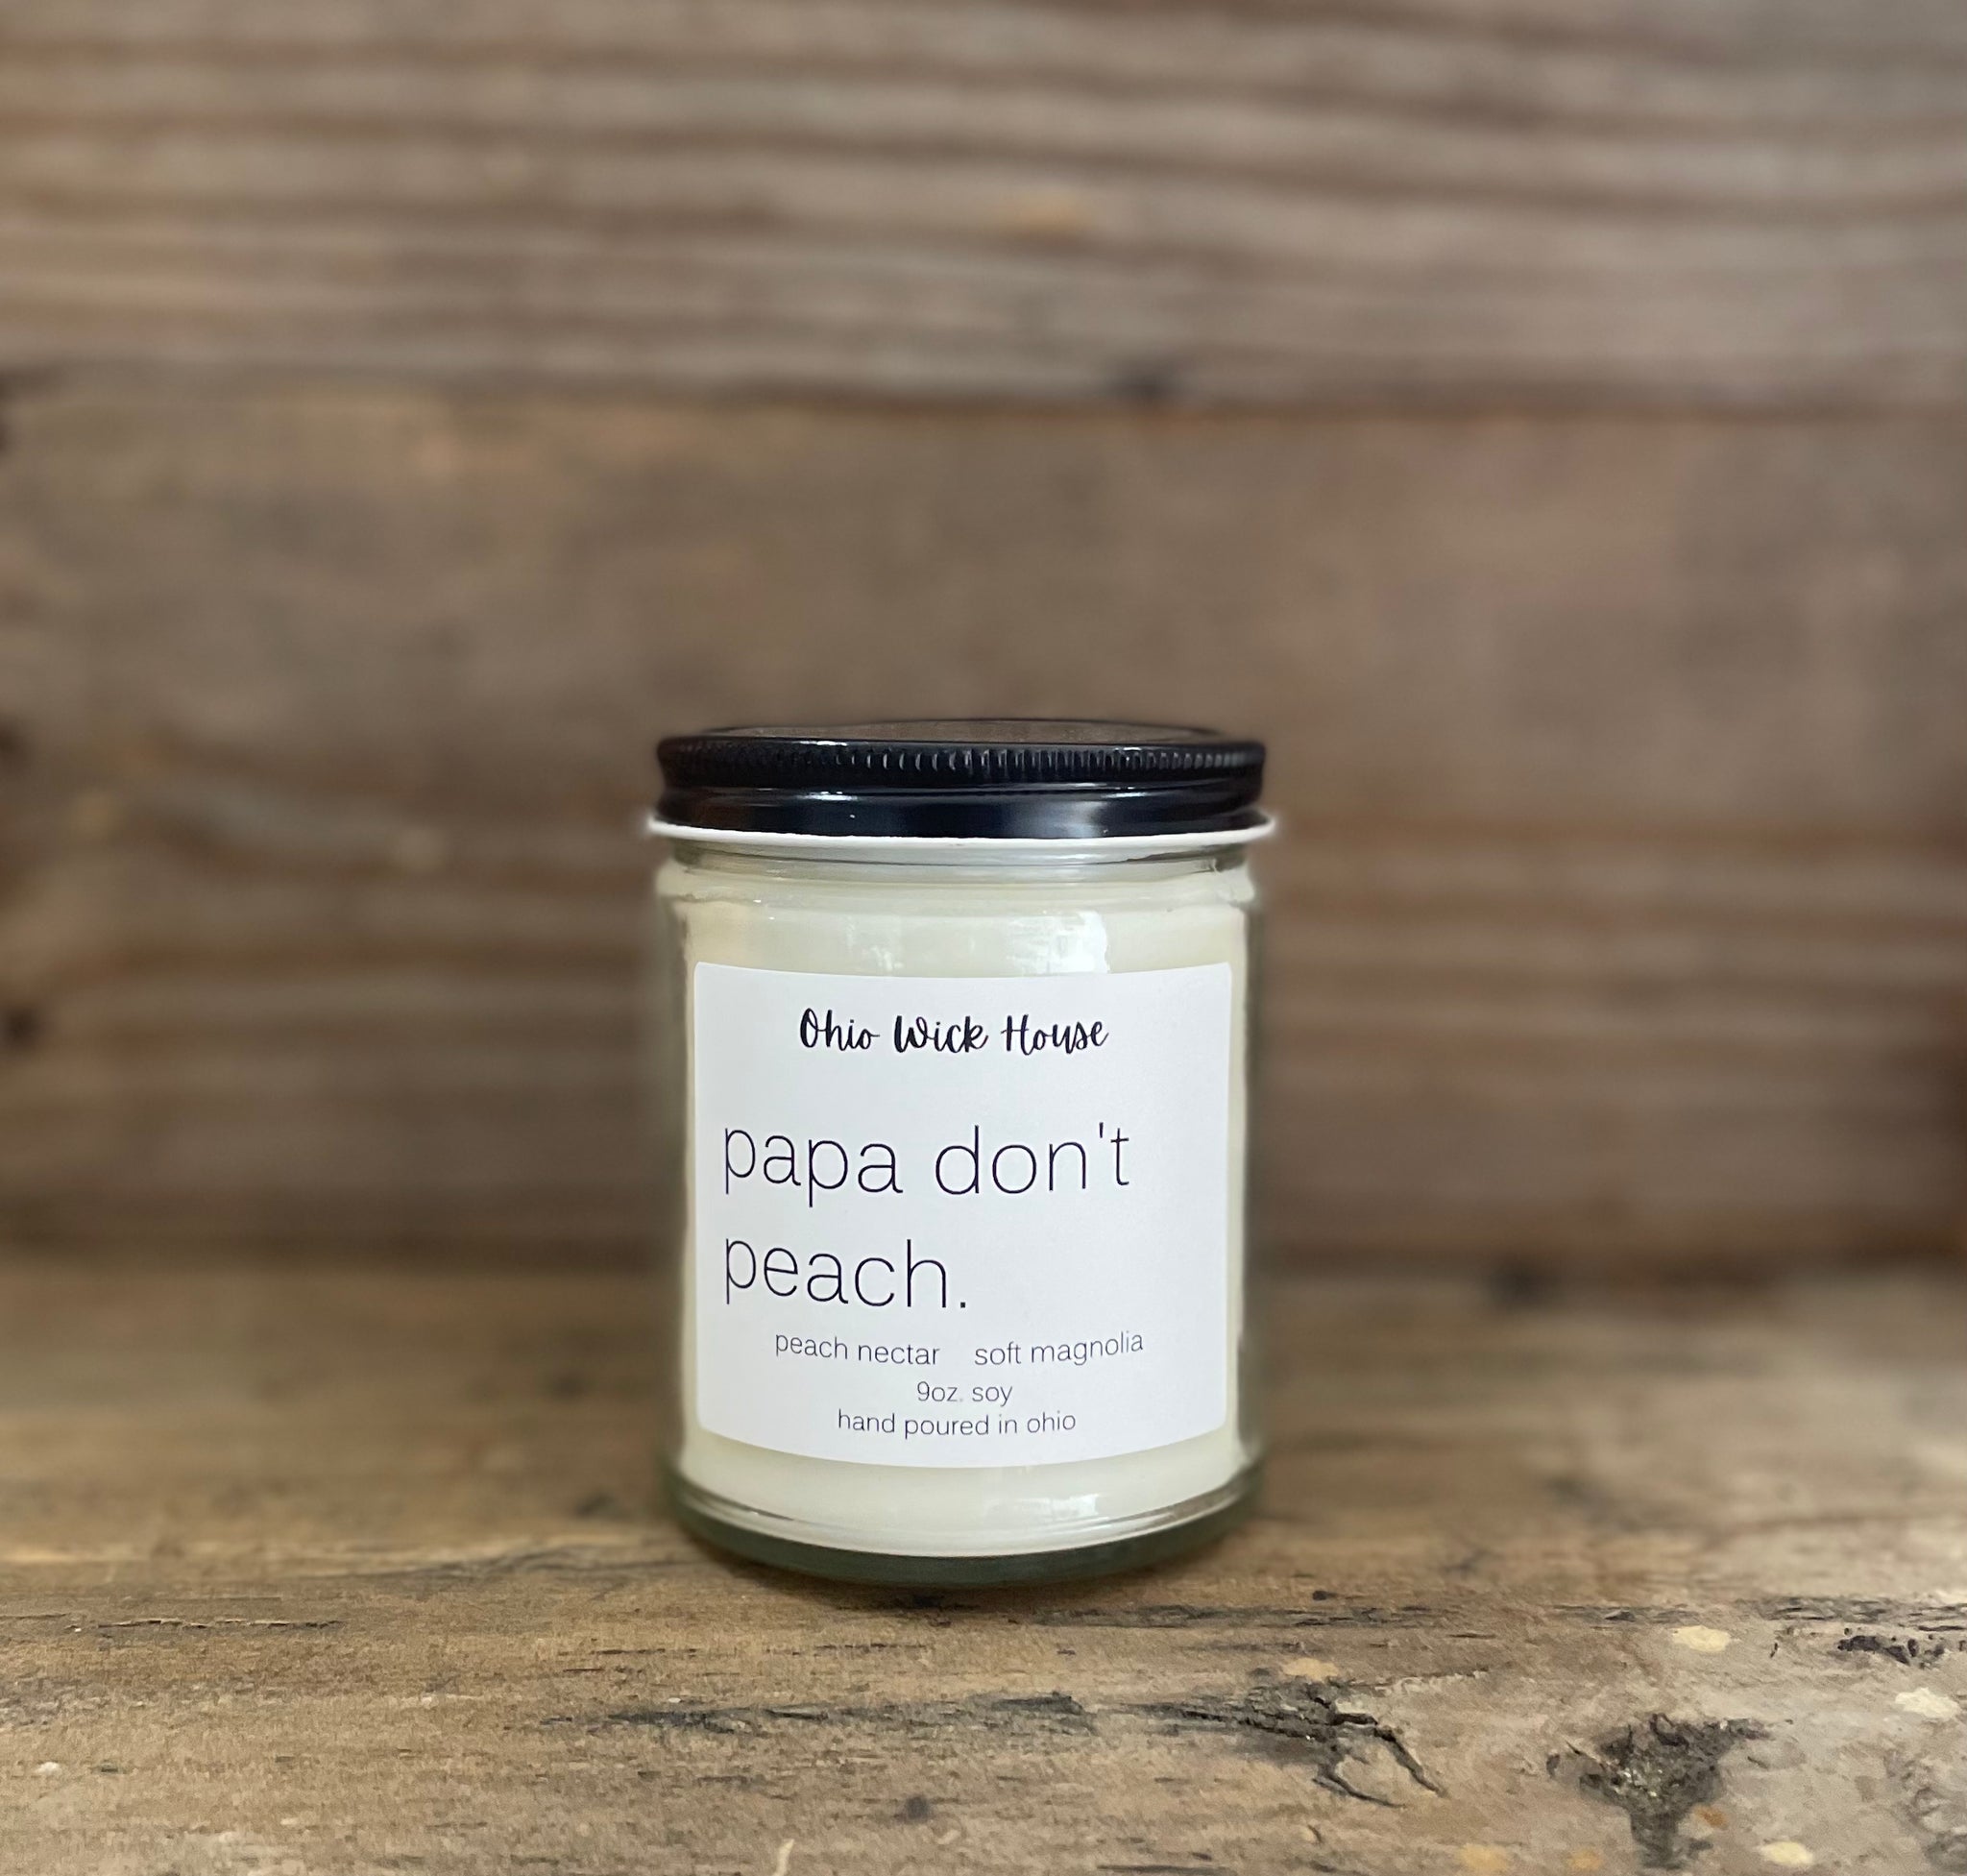 Ohio Wick House
papa don't
peach.
peach nectar soft magnolia
9oz. soy
hand poured in ohio